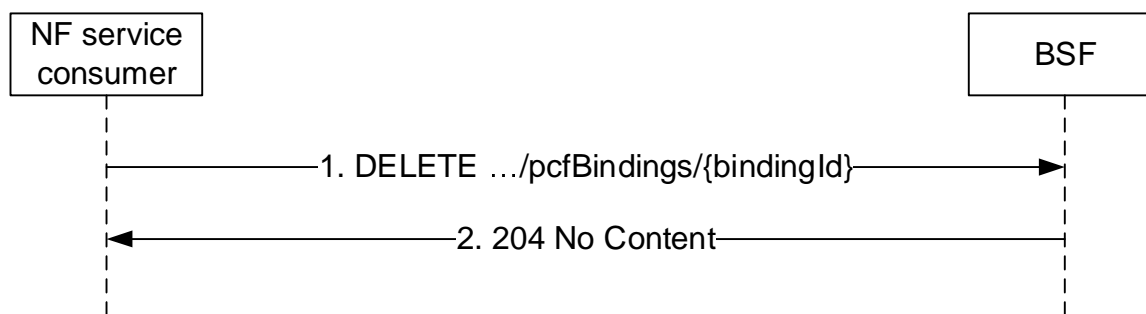 NF service
consumer
BSF
1. DELETE …/pcfBindings/{bindingId}
2. 204 No Content